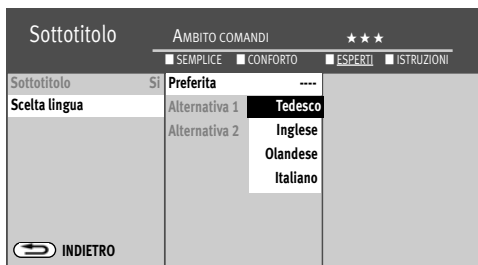 Sottotitolo AMBITO COMANDI ★★★
SEMPLICE CONFORTO ESPERTI ISTRUZIONI
Sottotitolo Si Preferita ----
Scelta lingua Alternativa 1 Tedesco
Alternativa 2 Inglese
Olandese
Italiano
INDIETRO